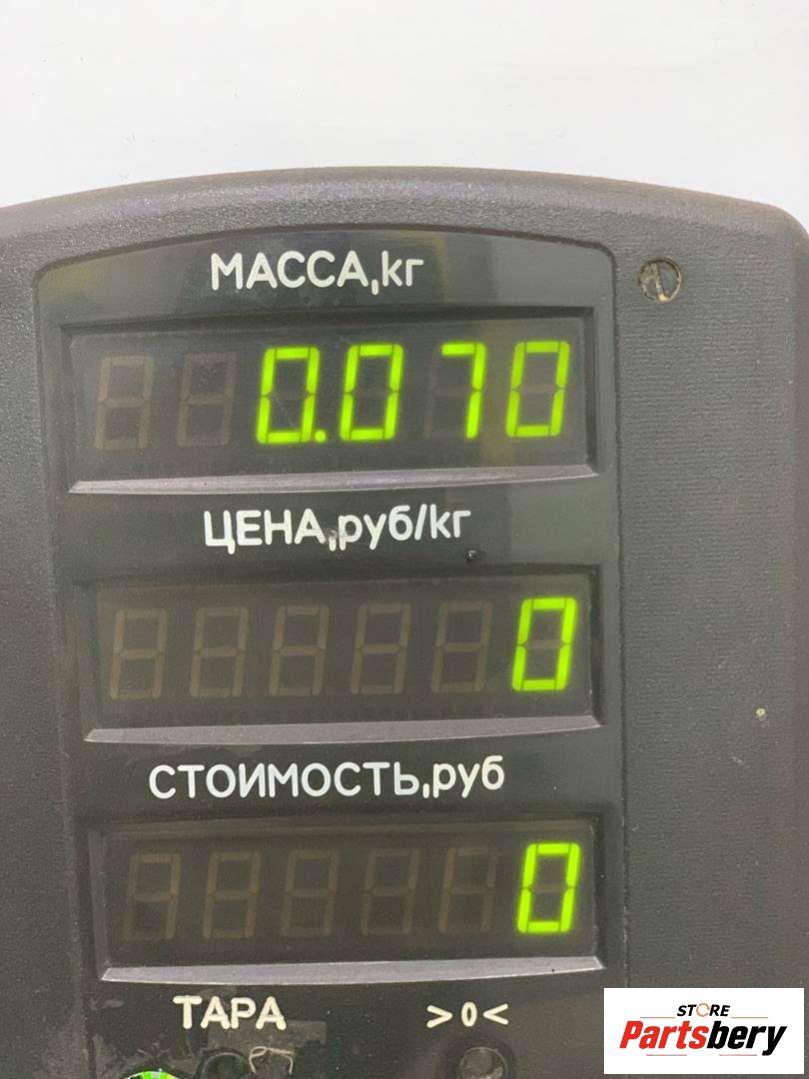 МАССА,кг
0.070
ЦЕНА,руб/кг
0
СТОИМОСТЬ,руб
0
ТАРА >0<
STORE
Partsbery